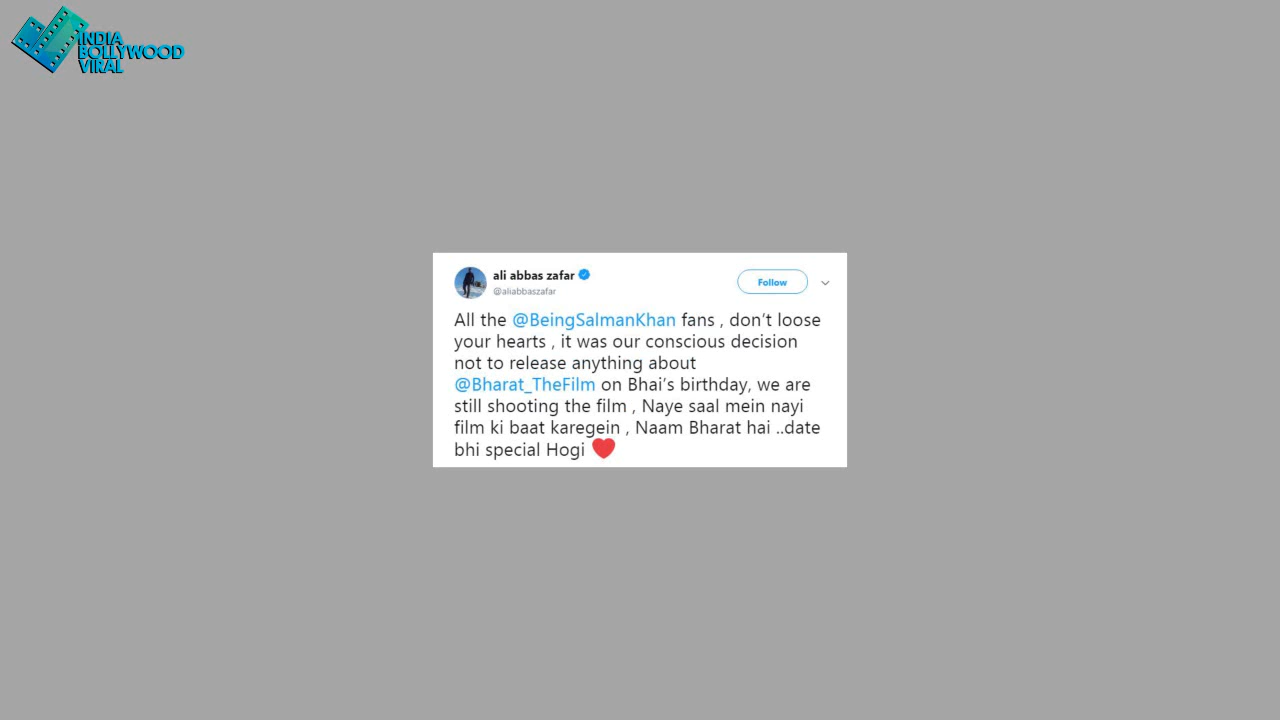 INDIA
BOLLYWOOD
VIRAL
ali abbas zafar
@aliabbaszafar
Follow
All the @BeingSalmanKhan fans , don’t loose
your hearts , it was our conscious decision
not to release anything about
@Bharat_TheFilm on Bhai’s birthday, we are
still shooting the film , Naye saal mein nayi
film ki baat karegein , Naam Bharat hai ..date
bhi special Hogi ❤️